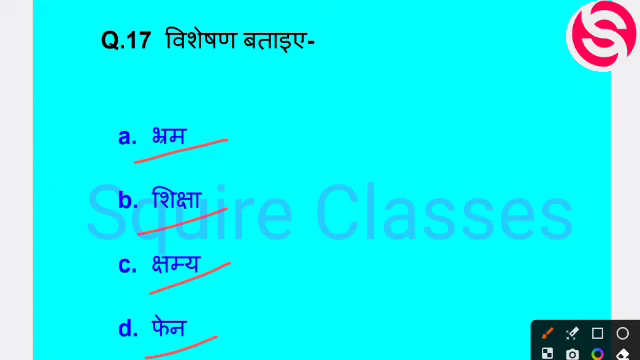 Q.17 विशेषण बताइए-
a. भ्रम
b. शिक्षा
Squire Classes
c. क्षम्य
d. फेन